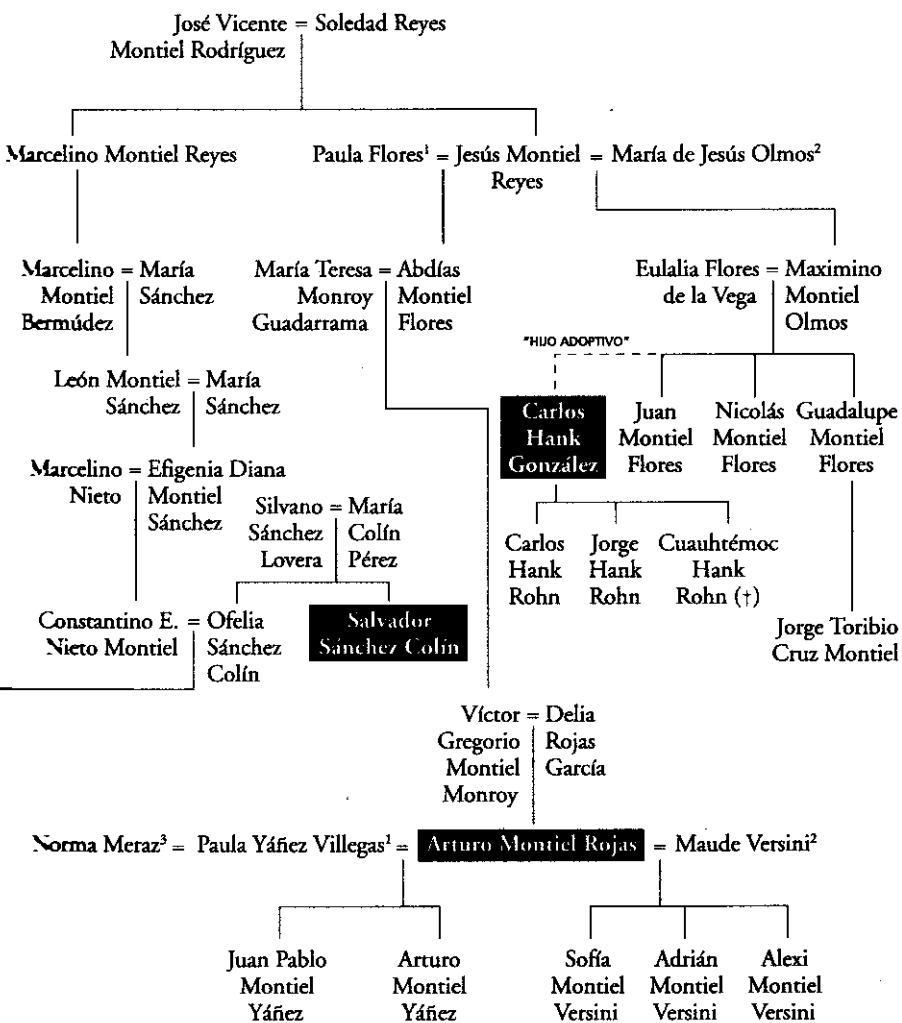 José Vicente = Soledad Reyes
Montiel Rodríguez
Marcelino Montiel Reyes
Paula Flores¹ = Jesús Montiel = María de Jesús Olmos²
Reyes
Marcelino = María
Montiel Sánchez
Bermúdez
María Teresa = Abdías
Monroy Montiel
Guadarrama Flores
Eulalia Flores = Maximino
de la Vega Montiel
Olmos
"HIJO ADOPTIVO"
León Montiel = María
Sánchez Sánchez
Carlos
Hank
González
Juan
Montiel
Flores
Nicolás
Montiel
Flores
Guadalupe
Montiel
Flores
Marcelino = Efigenia Diana
Nieto Montiel
Sánchez
Silvano = María
Sánchez Colín
Lovera Pérez
Carlos
Hank
Rohn
Jorge
Hank
Rohn
Cuauhtémoc
Hank
Rohn (†)
Constantino E. = Ofelia
Nieto Montiel Sánchez
Colín
Salvador
Sánchez Colín
Jorge Toribio
Cruz Montiel
Víctor = Delia
Gregorio Rojas
Montiel García
Monroy
Norma Meraz³ = Paula Yáñez Villegas¹ = Arturo Montiel Rojas = Maude Versini²
Juan Pablo
Montiel
Yáñez
Arturo
Montiel
Yáñez
Sofía
Montiel
Versini
Adrián
Montiel
Versini
Alexi
Montiel
Versini